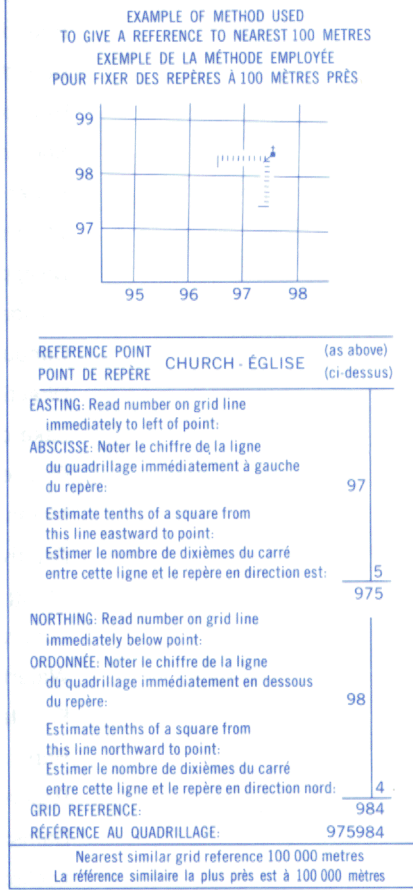 EXAMPLE OF METHOD USED
TO GIVE A REFERENCE TO NEAREST 100 METRES
EXEMPLE DE LA MÉTHODE EMPLOYÉE
POUR FIXER DES REPÈRES À 100 MÈTRES PRÈS
99
98
97
95 96 97 98
REFERENCE POINT
POINT DE REPÈRE
CHURCH - ÉGLISE
(as above)
(ci-dessus)
EASTING: Read number on grid line
immediately to left of point:
ABSCISSE: Noter le chiffre de la ligne
du quadrillage immédiatement à gauche
du repère: 97
Estimate tenths of a square from
this line eastward to point:
Estimer le nombre de dixièmes du carré
entre cette ligne et le repère en direction est: 5
975
NORTHING: Read number on grid line
immediately below point:
ORDONNÉE: Noter le chiffre de la ligne
du quadrillage immédiatement en dessous
du repère: 98
Estimate tenths of a square from
this line northward to point:
Estimer le nombre de dixièmes du carré
entre cette ligne et le repère en direction nord: 4
GRID REFERENCE: 984
RÉFÉRENCE AU QUADRILLAGE: 975984
Nearest similar grid reference 100 000 metres
La référence similaire la plus près est à 100 000 mètres